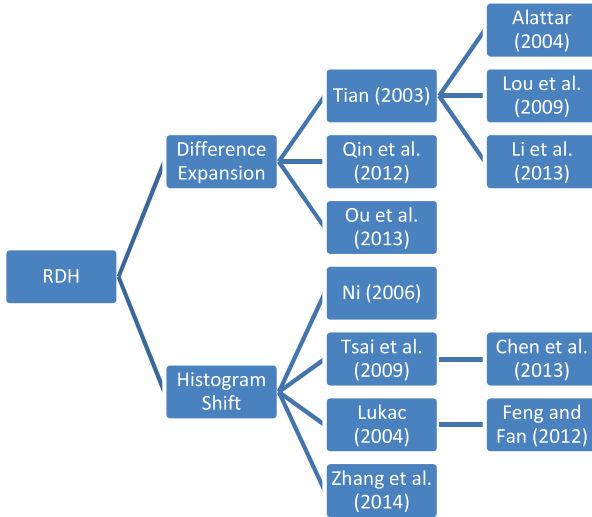 Alattar
(2004)
Tian (2003)
Lou et al.
(2009)
Difference
Expansion
Qin et al.
(2012)
Li et al.
(2013)
Ou et al.
(2013)
RDH
Ni (2006)
Tsai et al.
(2009)
Chen et al.
(2013)
Histogram
Shift
Lukac
(2004)
Feng and
Fan (2012)
Zhang et al.
(2014)